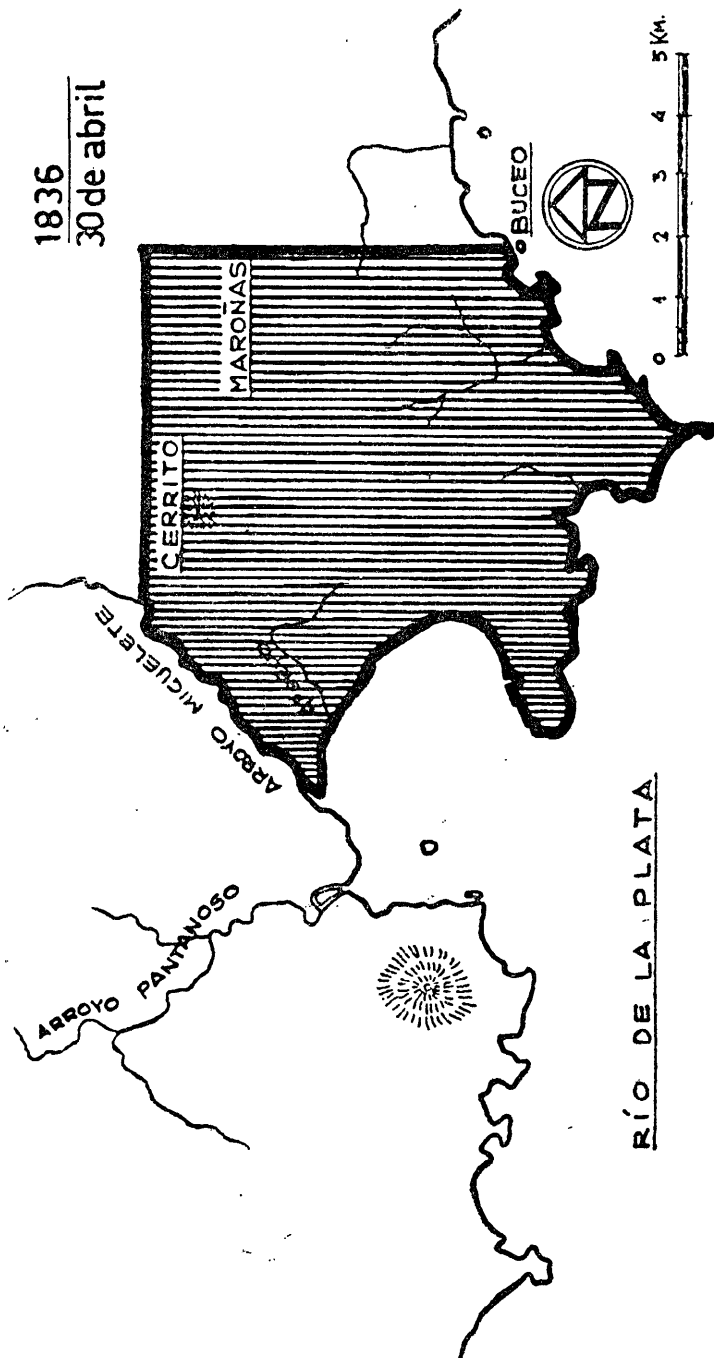 1836
30 de abril
ARROYO PANTANOSO
ARROYO MIGUELETE
CERRITO
MAROÑAS
BUCEO
N
0 1 2 3 4 5 KM.
RÍO DE LA PLATA